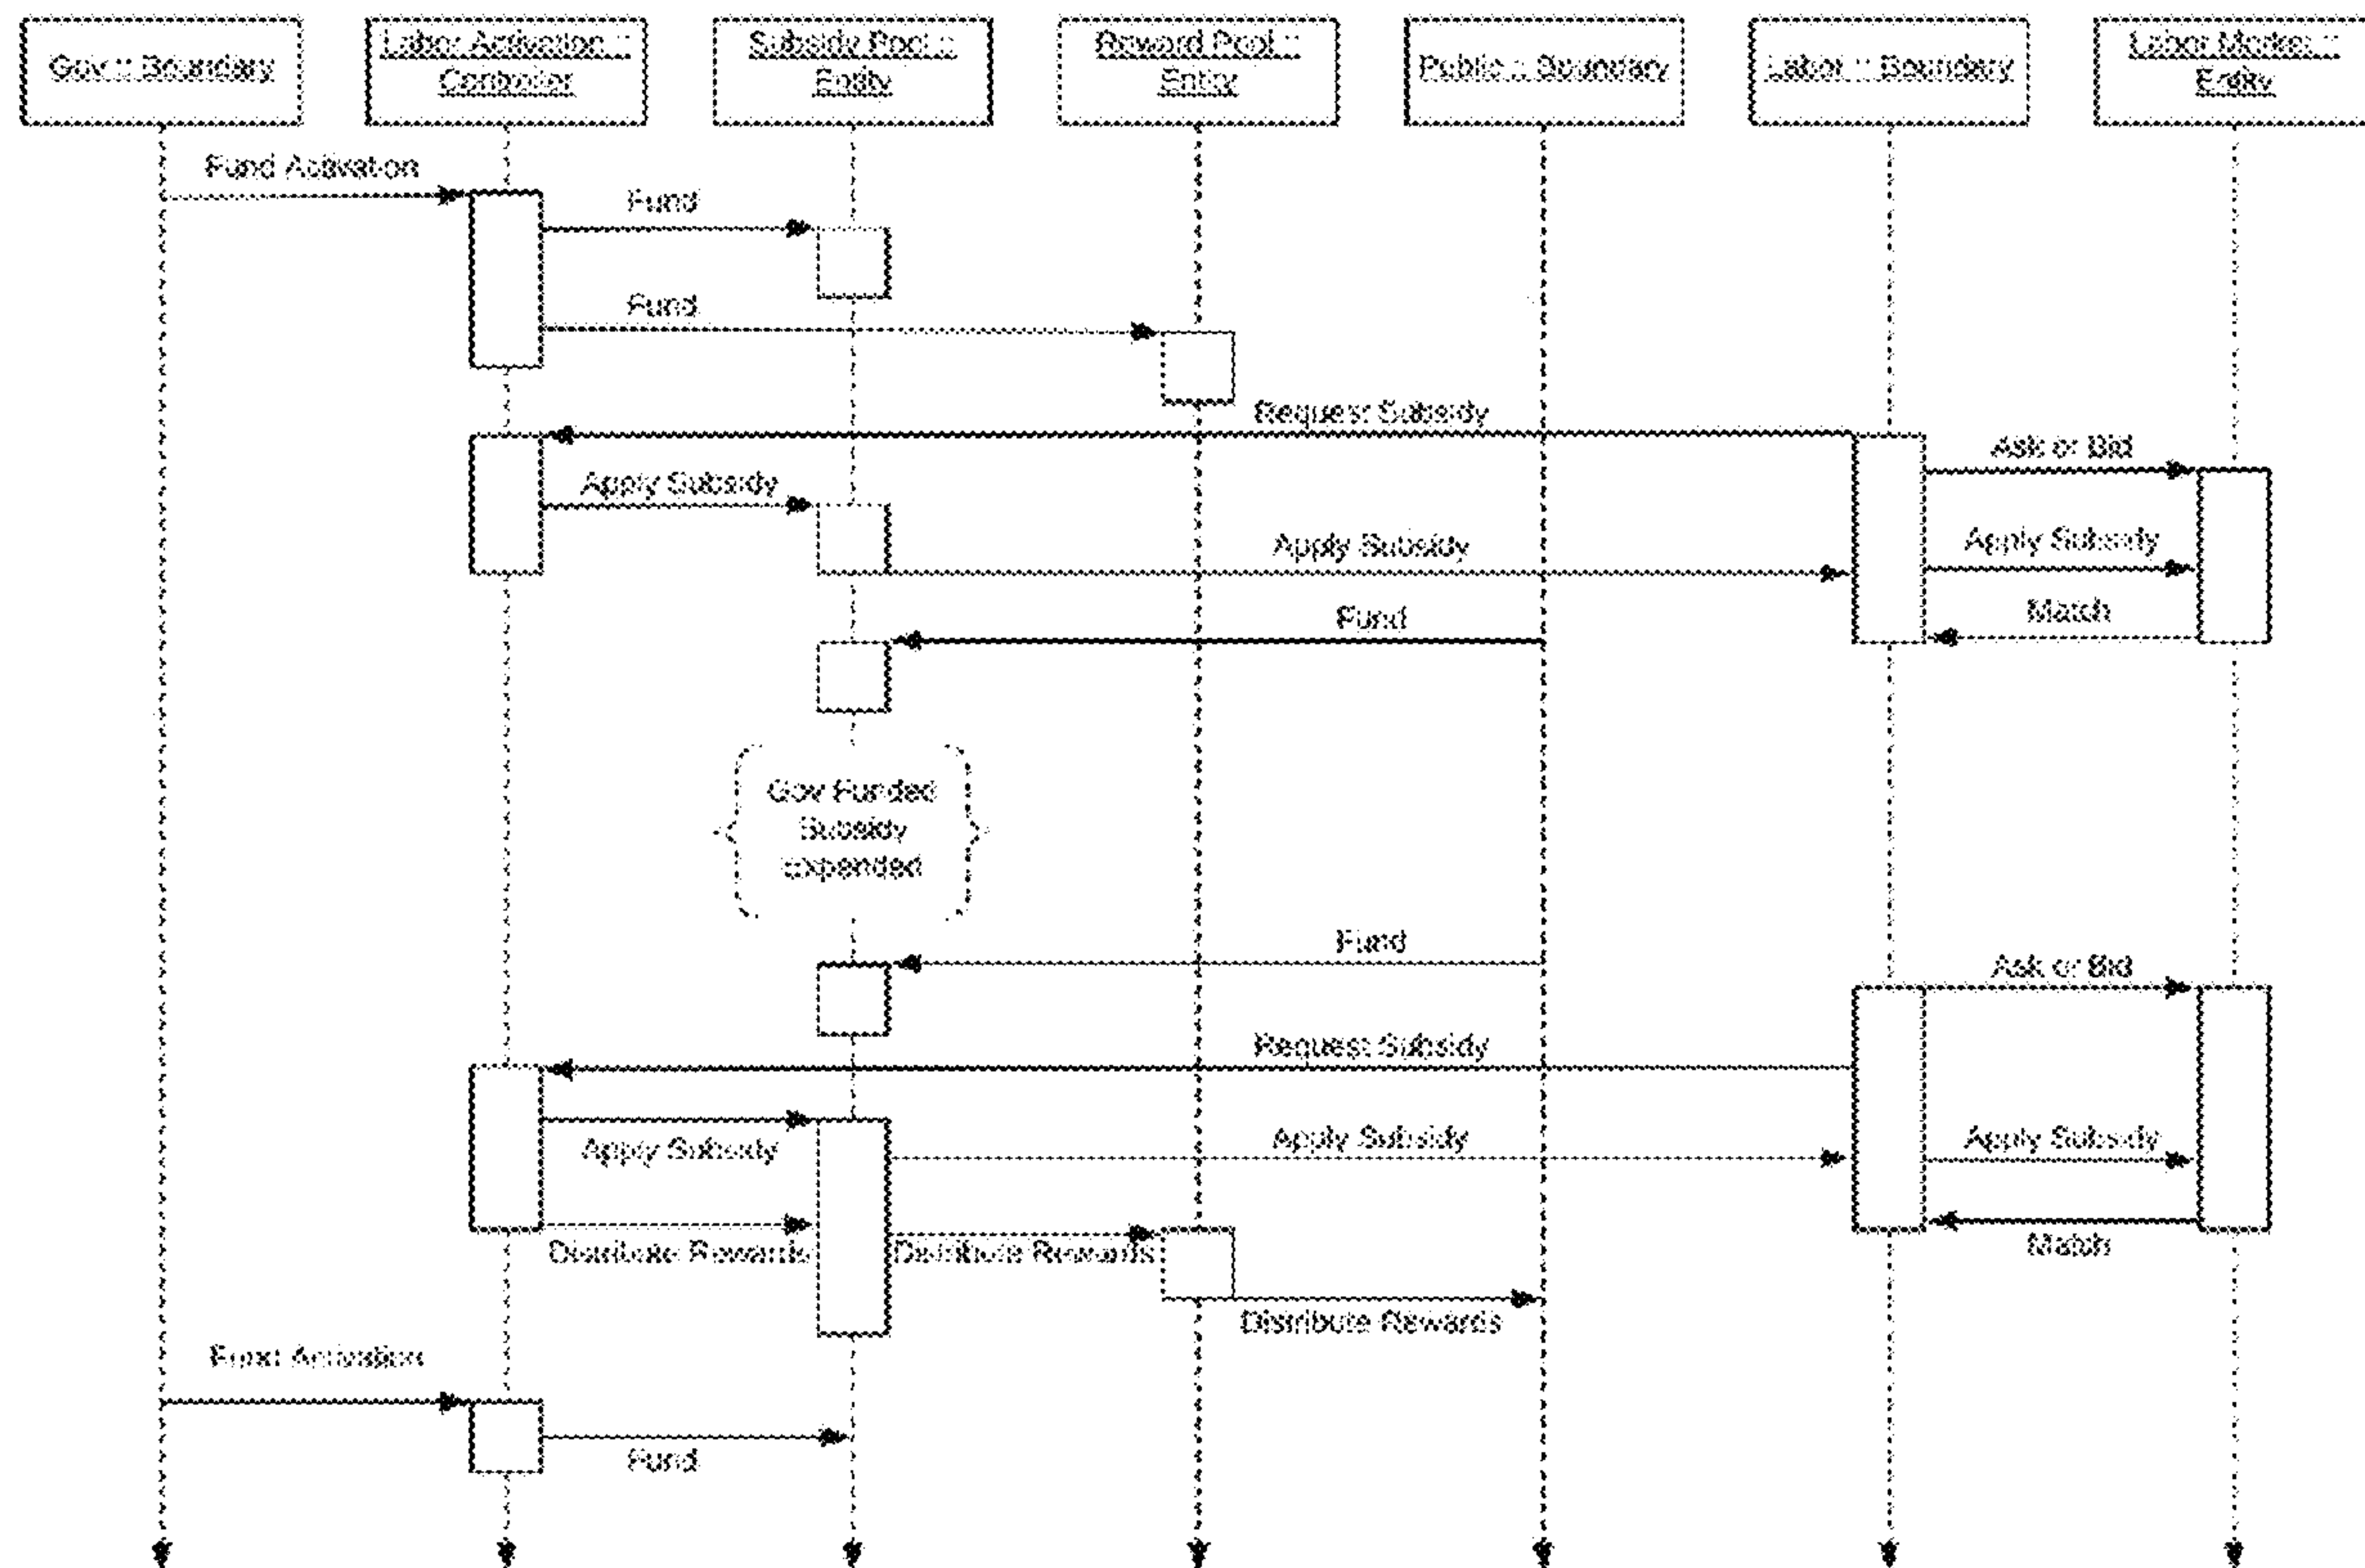 Gov :: Boundary
Labor Activation ::
Controller
Subsidy Pool ::
Entity
Reward Pool ::
Entity
Public :: Boundary
Labor :: Boundary
Labor Market ::
Entity
Fund Activation
Fund
Fund
Request Subsidy
Ask or Bid
Apply Subsidy
Apply Subsidy
Apply Subsidy
Match
Fund
Gov Funded
Subsidy
Expended
Fund
Ask or Bid
Request Subsidy
Apply Subsidy
Apply Subsidy
Apply Subsidy
Distribute Rewards
Distribute Rewards
Match
Distribute Rewards
Fund Activation
Fund